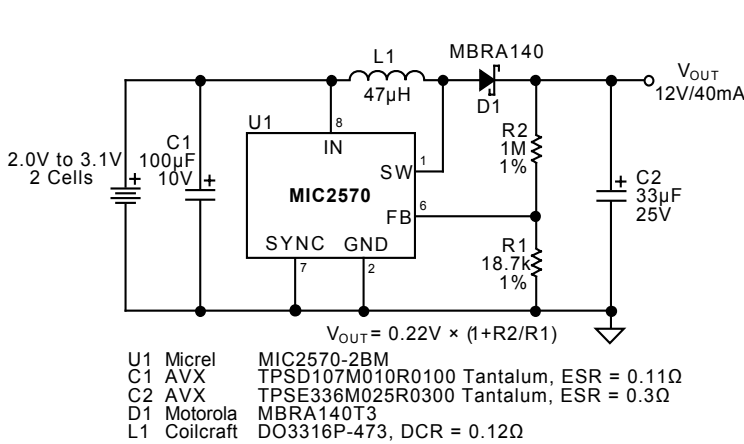 L1
MBRA140
47µH
D1
V_OUT
12V/40mA
U1
8
IN
R2
1M
1%
2.0V to 3.1V
2 Cells
+
C1
100µF
10V
+
SW
1
MIC2570
FB
6
+
C2
33µF
25V
SYNC
GND
7
2
R1
18.7k
1%
V_OUT = 0.22V × (1+R2/R1)
U1 Micrel MIC2570-2BM
C1 AVX TPSD107M010R0100 Tantalum, ESR = 0.11Ω
C2 AVX TPSE336M025R0300 Tantalum, ESR = 0.3Ω
D1 Motorola MBRA140T3
L1 Coilcraft DO3316P-473, DCR = 0.12Ω